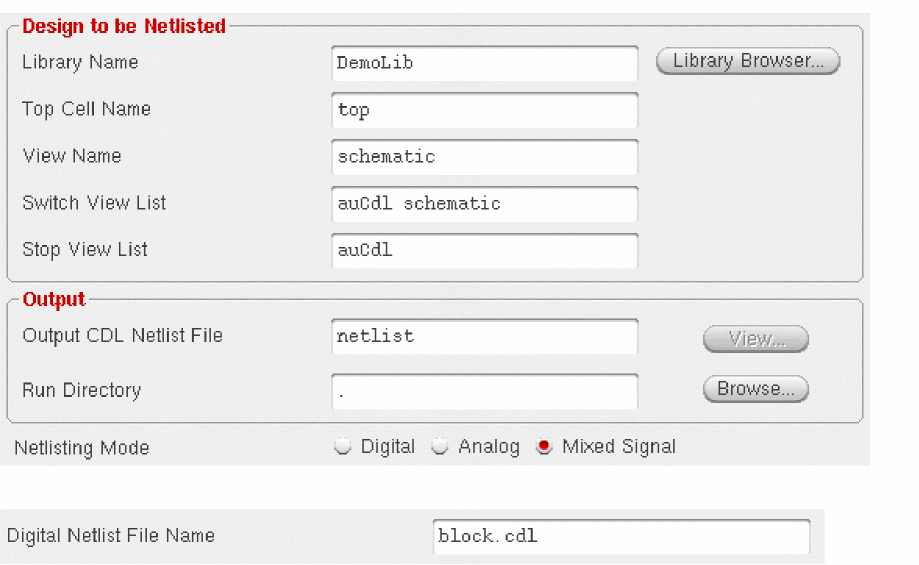 Design to be Netlisted
Library Name DemoLib Library Browser...
Top Cell Name top
View Name schematic
Switch View List auCdl schematic
Stop View List auCdl
Output
Output CDL Netlist File netlist View...
Run Directory . Browse...
Netlisting Mode Digital Analog Mixed Signal
Digital Netlist File Name block.cdl